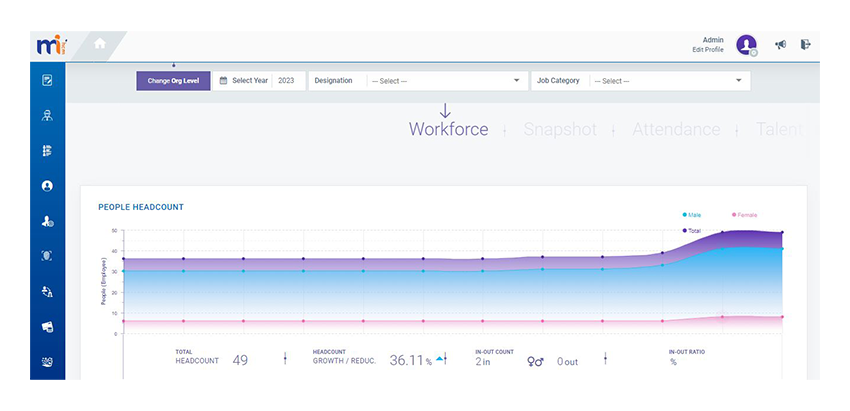 mi
Admin
Edit Profile
Change Org Level
Select Year 2023
Designation --- Select ---
Job Category --- Select ---
Workforce Snapshot Attendance Talent
PEOPLE HEADCOUNT
Male Female
Total
People (Employee)
50
40
30
20
10
0
TOTAL
HEADCOUNT 49
HEADCOUNT
GROWTH / REDUC. 36.11 %
IN-OUT COUNT
2 in 0 out
IN-OUT RATIO
%